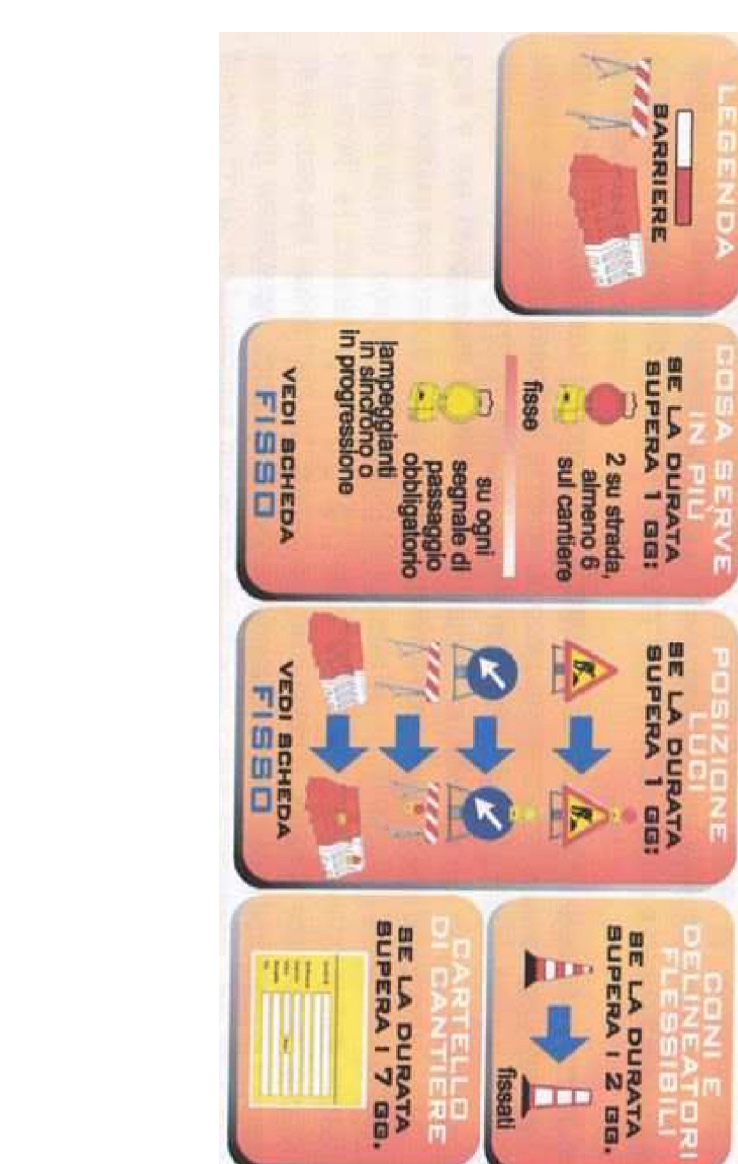 LEGENDA
BARRIERE
COSA SERVE
IN PIÙ
SE LA DURATA
SUPERA 1 GG:
2 su strada,
almeno 6
sul cantiere
fisse
su ogni
segnale di
passaggio
obbligatorio
lampeggianti
in sincrono o
in progressione
VEDI SCHEDA
FISSO
POSIZIONE
LUCI
SE LA DURATA
SUPERA 1 GG:
VEDI SCHEDA
FISSO
CONI E
DELINEATORI
FLESSIBILI
SE LA DURATA
SUPERA I 2 GG.
fissati
CARTELLO
DI CANTIERE
SE LA DURATA
SUPERA I 7 GG.